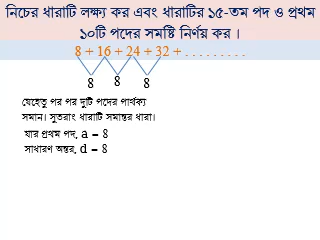 নিচের ধারাটি লক্ষ্য কর এবং ধারাটির ১৫-তম পদ ও প্রথম
১০টি পদের সমষ্টি নির্ণয় কর ।
8 + 16 + 24 + 32 + . . . . . . . . .
8 8 8
যেহেতু পর পর দুটি পদের পার্থক্য
সমান। সুতরাং ধারাটি সমান্তর ধারা।
যার প্রথম পদ, a = 8
সাধারণ অন্তর, d = 8